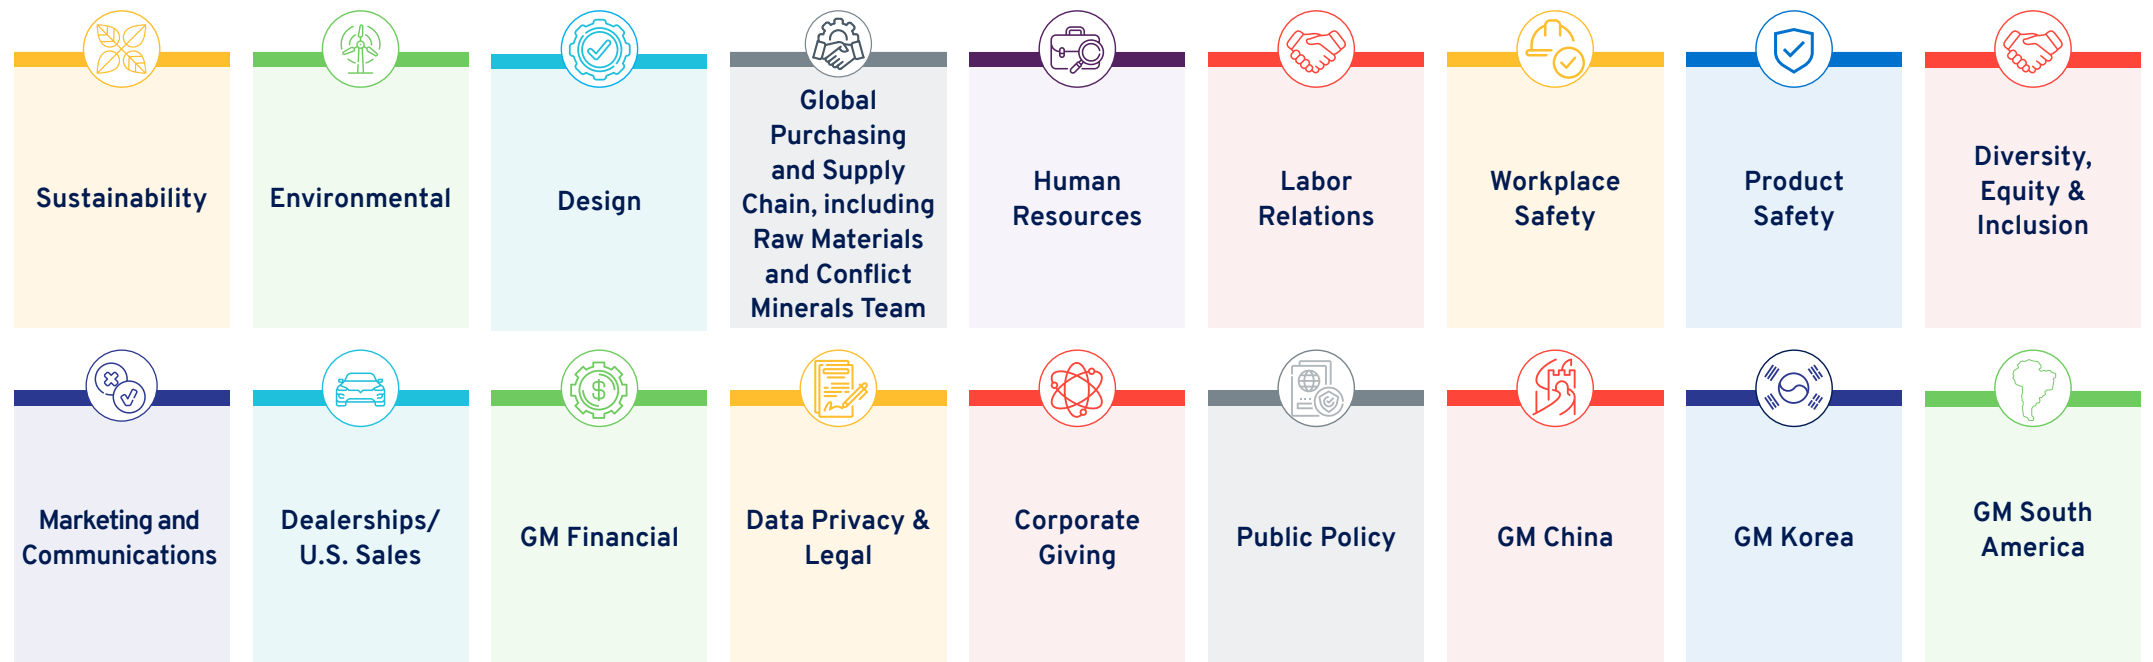 Sustainability
Environmental
Design
Global
Purchasing
and Supply
Chain, including
Raw Materials
and Conflict
Minerals Team
Human
Resources
Labor
Relations
Workplace
Safety
Product
Safety
Diversity,
Equity &
Inclusion
Marketing and
Communications
Dealerships/
U.S. Sales
$
GM Financial
Data Privacy &
Legal
Corporate
Giving
Public Policy
GM China
GM Korea
GM South
America